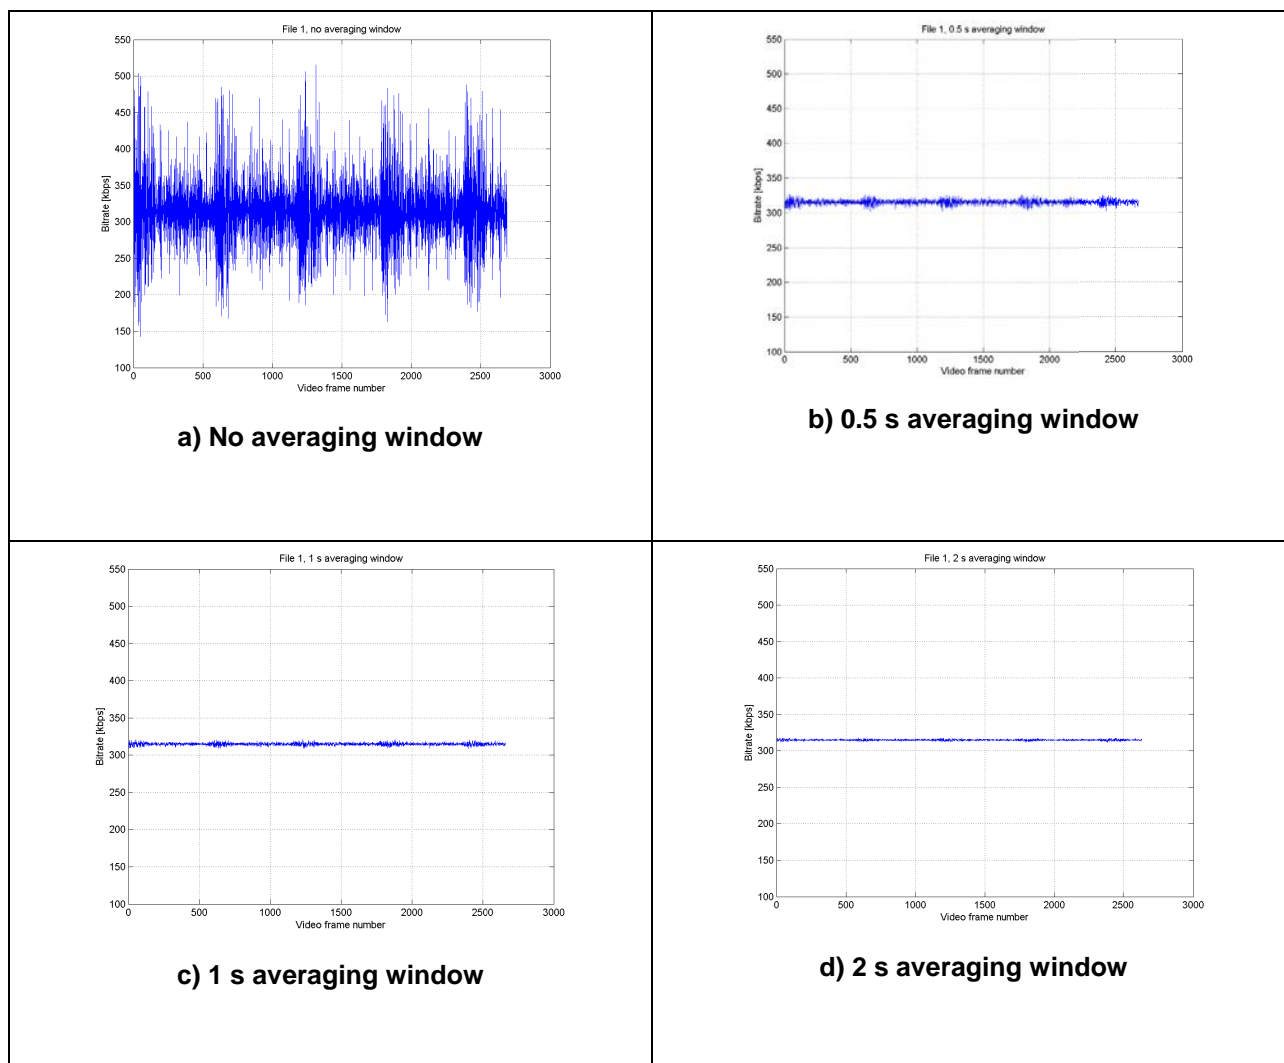 File 1, no averaging window
550
500
450
400
350
300
250
200
150
100
Bitrate [kbps]
0 500 1000 1500 2000 2500 3000
Video frame number
a) No averaging window
File 1, 0.5 s averaging window
550
500
450
400
350
300
250
200
150
100
Bitrate [kbps]
0 500 1000 1500 2000 2500 3000
Video frame number
b) 0.5 s averaging window
File 1, 1 s averaging window
550
500
450
400
350
300
250
200
150
100
Bitrate [kbps]
0 500 1000 1500 2000 2500 3000
Video frame number
c) 1 s averaging window
File 1, 2 s averaging window
550
500
450
400
350
300
250
200
150
100
Bitrate [kbps]
0 500 1000 1500 2000 2500 3000
Video frame number
d) 2 s averaging window